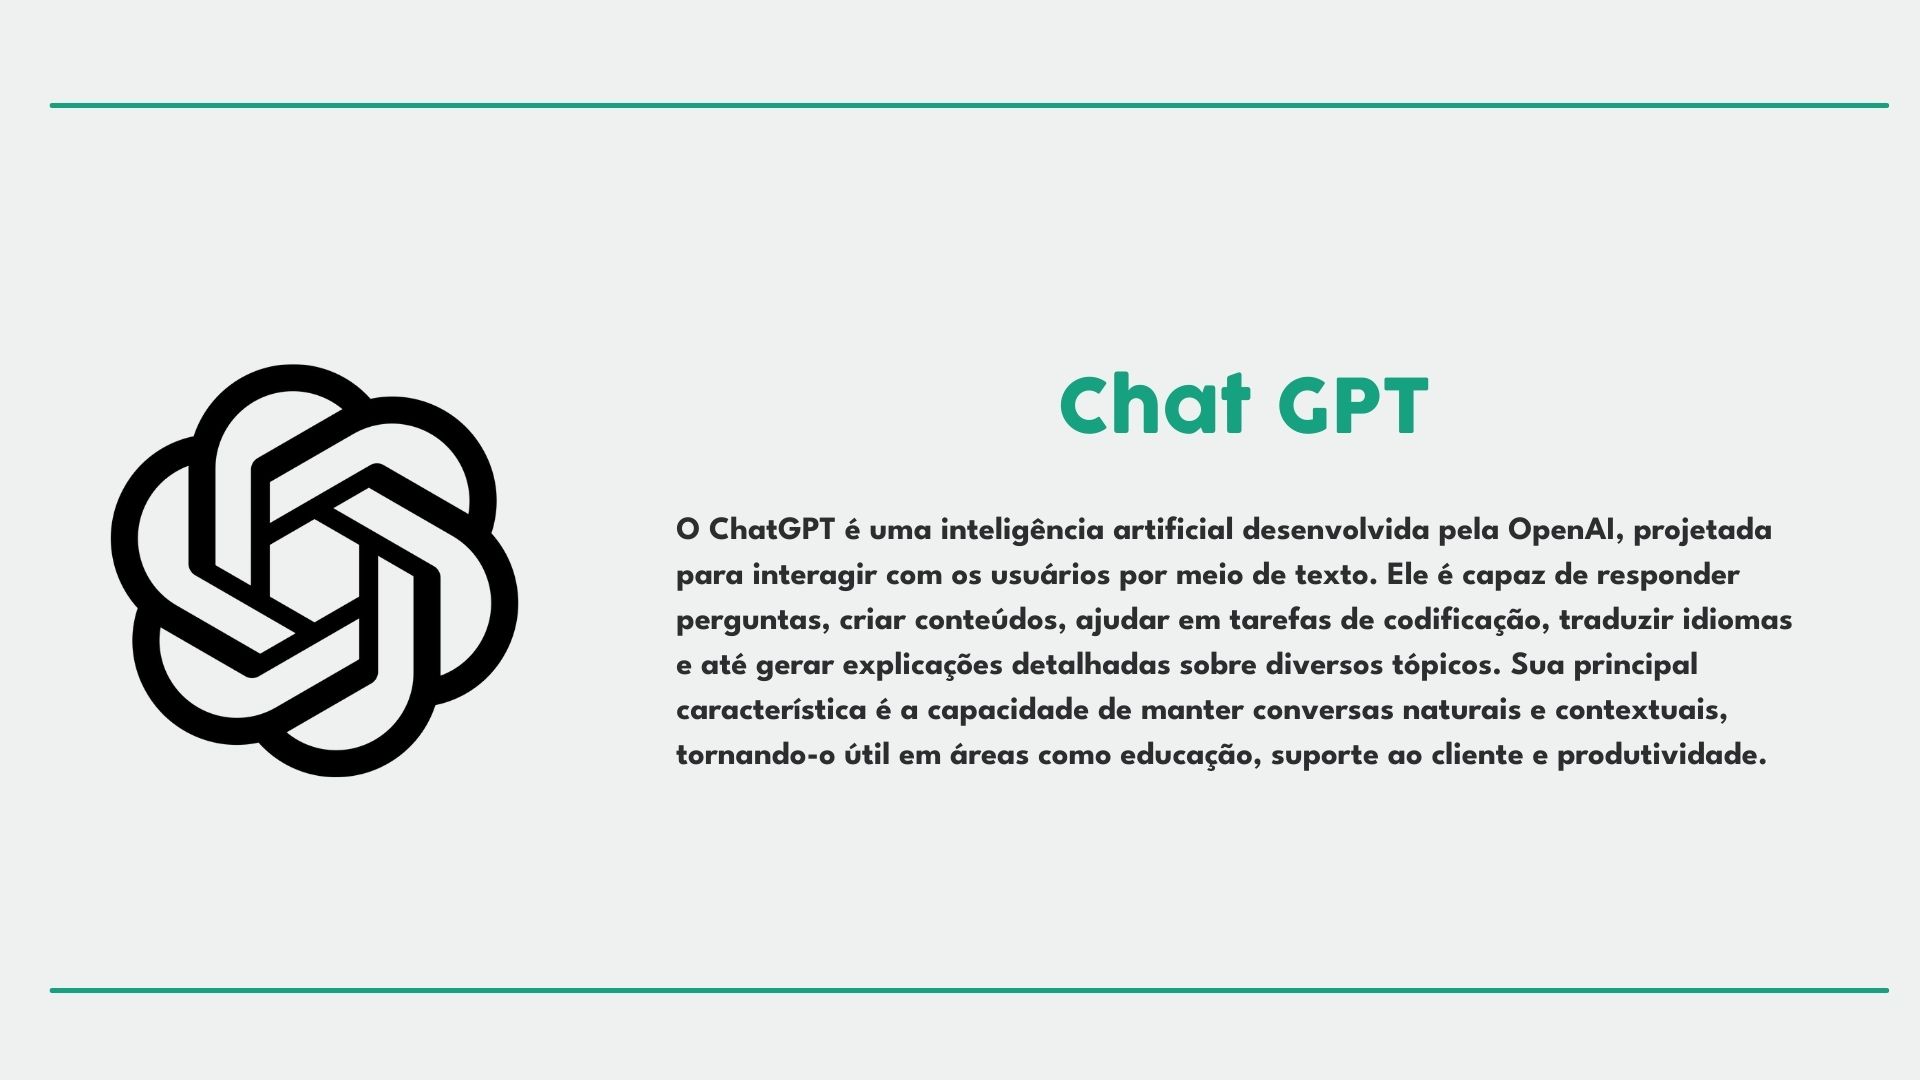 Chat GPT
O ChatGPT é uma inteligência artificial desenvolvida pela OpenAI, projetada
para interagir com os usuários por meio de texto. Ele é capaz de responder
perguntas, criar conteúdos, ajudar em tarefas de codificação, traduzir idiomas
e até gerar explicações detalhadas sobre diversos tópicos. Sua principal
característica é a capacidade de manter conversas naturais e contextuais,
tornando-o útil em áreas como educação, suporte ao cliente e produtividade.